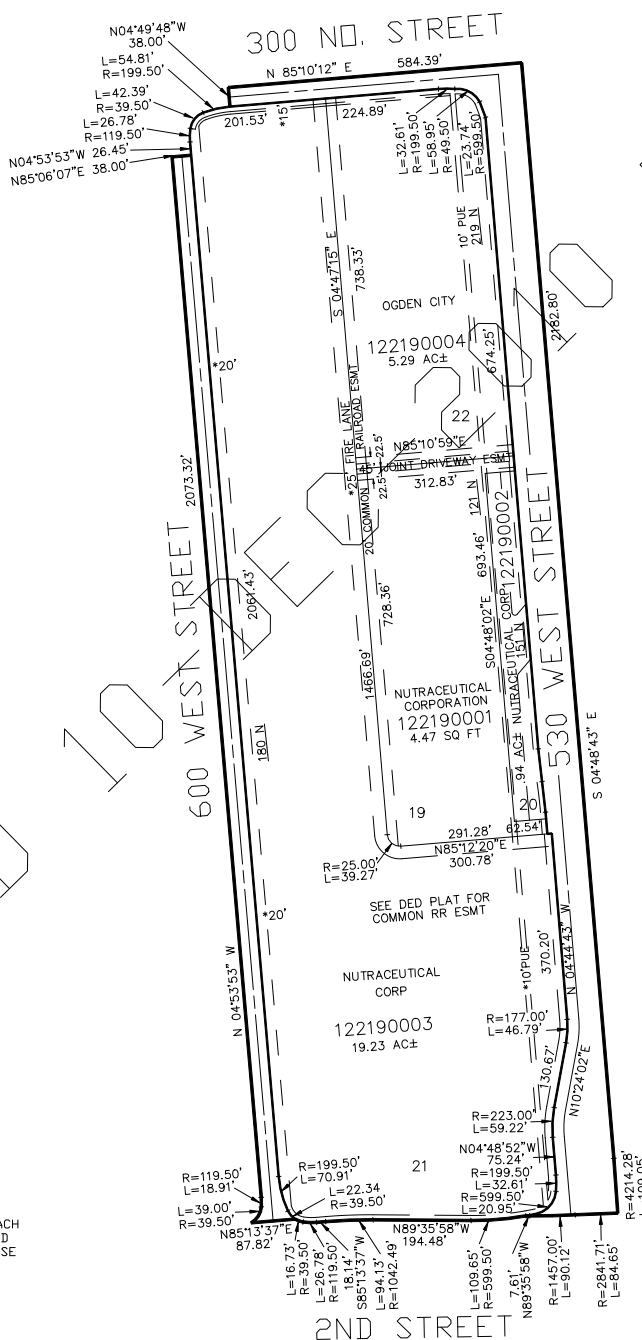 300 NO. STREET
N04°49'48"W
38.00'
L=54.81'
R=199.50'
L=42.39'
R=39.50'
L=26.78'
R=119.50'
N04°53'53"W 26.45'
N85°06'07"E 38.00'
N 85°10'12" E
584.39'
201.53'
*15'
224.89'
L=32.61'
R=199.50'
L=58.95'
R=49.50'
L=23.74'
R=599.50'
10' PUE
219 N
S 04°47'15" E
738.33'
OGDEN CITY
122190004
5.29 AC±
674.25'
2182.80'
*20'
22
*25' FIRE LANE
20' COMMON RAILROAD ESMT
22.5'
22.5'
N85°10'59"E
JOINT DRIVEWAY ESMT
312.83'
121 N
2073.32'
600 WEST STREET
2061.43'
180 N
1466.69'
728.36'
693.46'
S04°48'02"E
NUTRACEUTICAL
CORPORATION
122190001
4.47 SQ FT
.94 AC± NUTRACEUTICAL CORP
122190002
151 N
530 WEST STREET
S 04°48'43" E
19
20
291.28'
62.54'
N85°12'20"E
300.78'
R=25.00'
L=39.27'
SEE DED PLAT FOR
COMMON RR ESMT
*20'
*10'PUE
370.20'
N 04°44'43" W
N 04°53'53" W
NUTRACEUTICAL
CORP
122190003
19.23 AC±
R=177.00'
L=46.79'
130.67'
N10°24'02"E
R=223.00'
L=59.22'
N04°48'52"W
75.24'
R=199.50'
L=32.61'
R=599.50'
L=20.95'
21
R=199.50'
L=70.91'
L=22.34
R=39.50'
R=119.50'
L=18.91'
L=39.00'
R=39.50'
N85°13'37"E
87.82'
L=16.73'
R=39.50'
L=26.78'
R=119.50'
18.14'
S85°13'37"W
L=94.13'
R=1042.49'
N89°35'58"W
194.48'
L=109.65'
R=599.50'
7.61'
N89°35'58"W
R=1457.00'
L=90.12'
R=2841.71'
L=84.65'
R=4214.28'
2ND STREET
ACH
D
SE